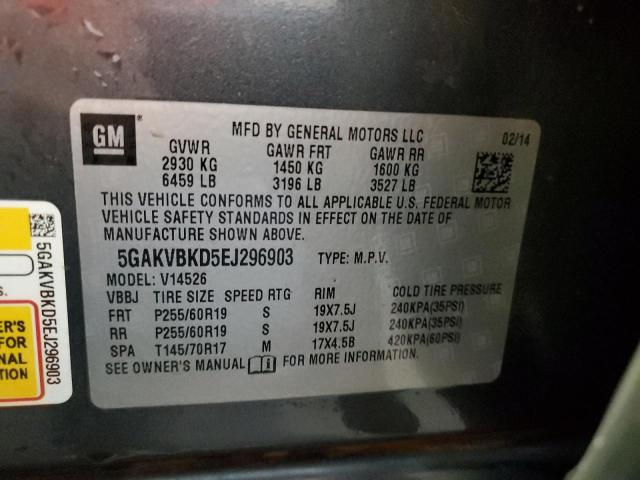 GM
MFD BY GENERAL MOTORS LLC
02/14
GVWR GAWR FRT GAWR RR
2930 KG 1450 KG 1600 KG
6459 LB 3196 LB 3527 LB
THIS VEHICLE CONFORMS TO ALL APPLICABLE U.S. FEDERAL MOTOR
VEHICLE SAFETY STANDARDS IN EFFECT ON THE DATE OF
MANUFACTURE SHOWN ABOVE.
5GAKVBKD5EJ296903 TYPE: M.P.V.
MODEL: V14526
VBBJ TIRE SIZE SPEED RTG RIM COLD TIRE PRESSURE
FRT P255/60R19 S 19X7.5J 240KPA(35PSI)
RR P255/60R19 S 19X7.5J 240KPA(35PSI)
SPA T145/70R17 M 17X4.5B 420KPA(60PSI)
SEE OWNER'S MANUAL i FOR MORE INFORMATION.
5GAKVBKD5EJ296903
S.
ER'S
FOR
NAL
ION